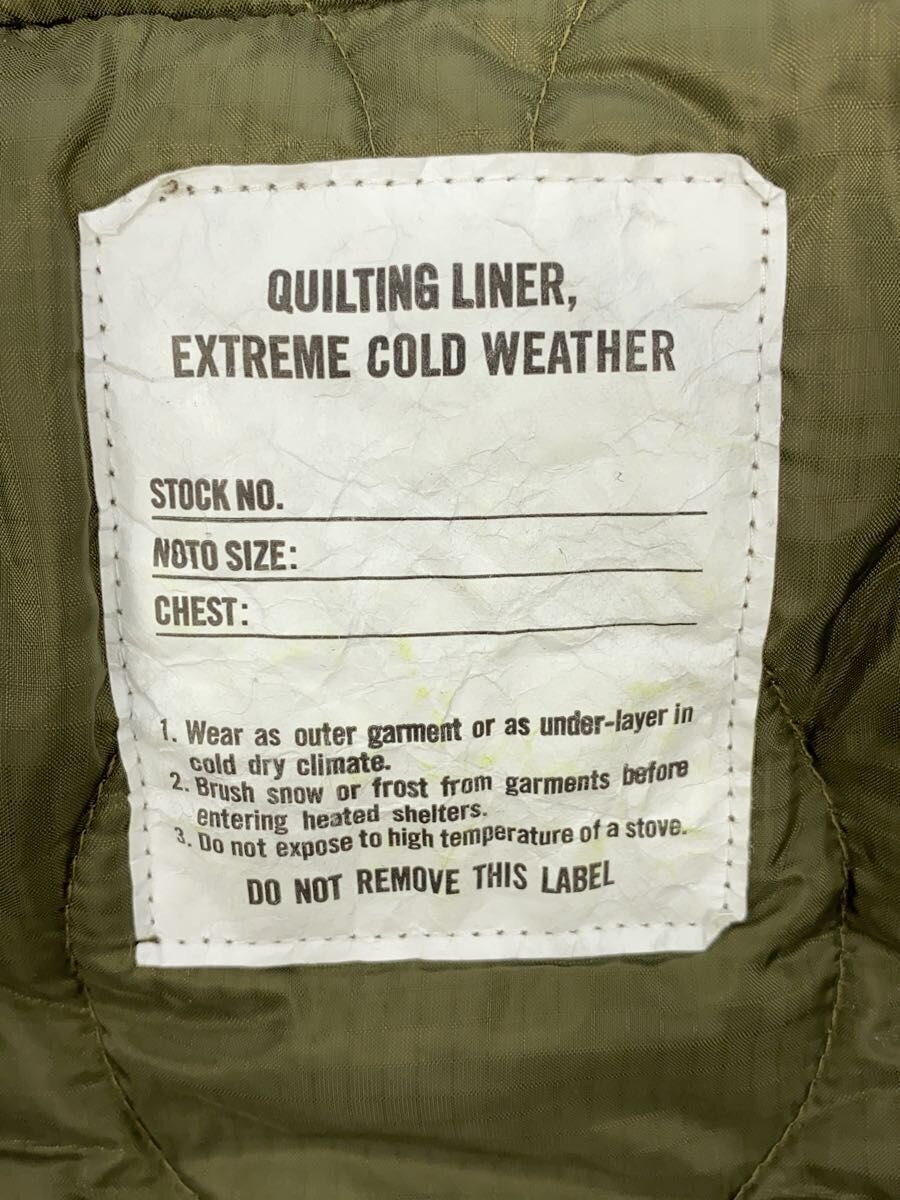 QUILTING LINER,
EXTREME COLD WEATHER
STOCK NO.
NOTO SIZE:
CHEST:
1. Wear as outer garment or as under-layer in
cold dry climate.
2. Brush snow or frost from garments before
entering heated shelters.
3. Do not expose to high temperature of a stove.
DO NOT REMOVE THIS LABEL